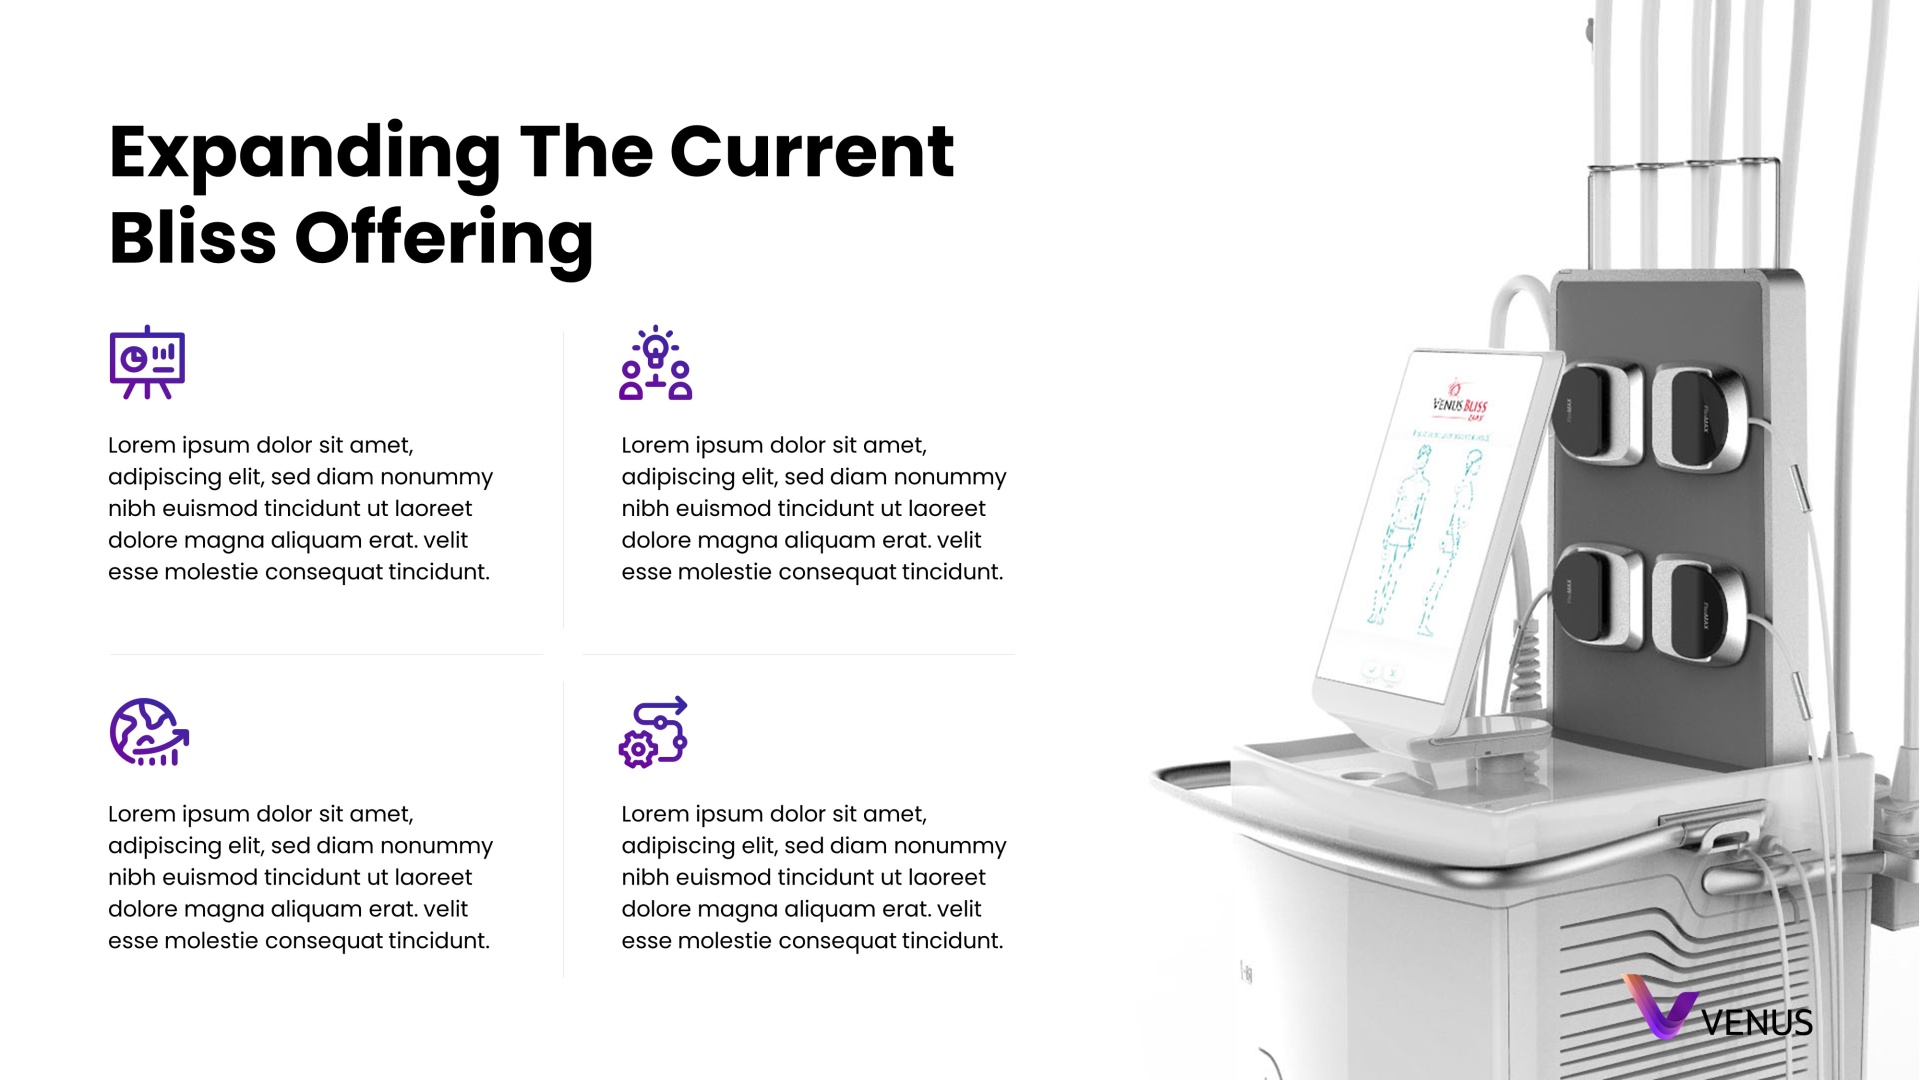 Expanding The Current
Bliss Offering
Lorem ipsum dolor sit amet,
adipiscing elit, sed diam nonummy
nibh euismod tincidunt ut laoreet
dolore magna aliquam erat. velit
esse molestie consequat tincidunt.
Lorem ipsum dolor sit amet,
adipiscing elit, sed diam nonummy
nibh euismod tincidunt ut laoreet
dolore magna aliquam erat. velit
esse molestie consequat tincidunt.
Lorem ipsum dolor sit amet,
adipiscing elit, sed diam nonummy
nibh euismod tincidunt ut laoreet
dolore magna aliquam erat. velit
esse molestie consequat tincidunt.
Lorem ipsum dolor sit amet,
adipiscing elit, sed diam nonummy
nibh euismod tincidunt ut laoreet
dolore magna aliquam erat. velit
esse molestie consequat tincidunt.
VENUS BLISS
VENUS